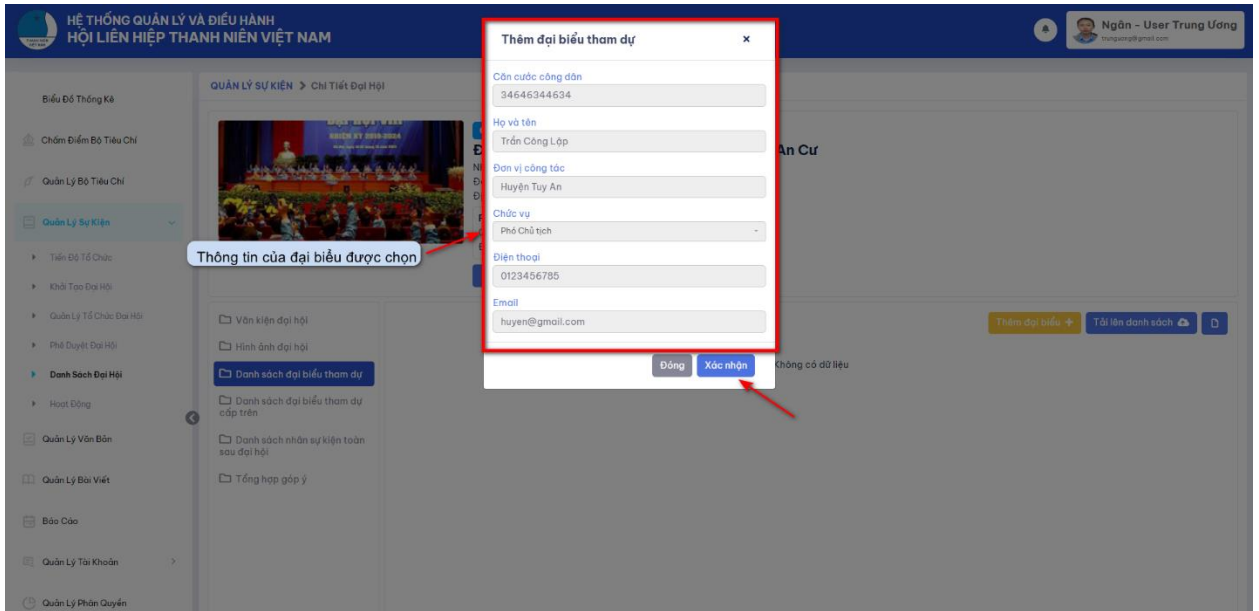 HỆ THỐNG QUẢN LÝ VÀ ĐIỀU HÀNH
HỘI LIÊN HIỆP THANH NIÊN VIỆT NAM
Ngân - User Trung Ương
trunguong@gmail.com
Biểu Đồ Thống Kê
Chấm Điểm Bộ Tiêu Chí
Quản Lý Bộ Tiêu Chí
Quản Lý Sự Kiện
Tiến Độ Tổ Chức
Khởi Tạo Đại Hội
Quản Lý Tổ Chức Đại Hội
Phê Duyệt Đại Hội
Danh Sách Đại Hội
Hoạt Động
Quản Lý Văn Bản
Quản Lý Bài Viết
Báo Cáo
Quản Lý Tài Khoản
Quản Lý Phân Quyền
QUẢN LÝ SỰ KIỆN > Chi Tiết Đại Hội
An Cư
Thông tin của đại biểu được chọn
Văn kiện đại hội
Hình ảnh đại hội
Danh sách đại biểu tham dự
Danh sách đại biểu tham dự
cấp trên
Danh sách nhân sự kiện toàn
sau đại hội
Tổng hợp góp ý
Thêm đại biểu +
Tải lên danh sách
Không có dữ liệu
Thêm đại biểu tham dự
×
Căn cước công dân
34646344634
Họ và tên
Trần Công Lập
Đơn vị công tác
Huyện Tuy An
Chức vụ
Phó Chủ tịch
Điện thoại
0123456785
Email
huyen@gmail.com
Đóng
Xác nhận